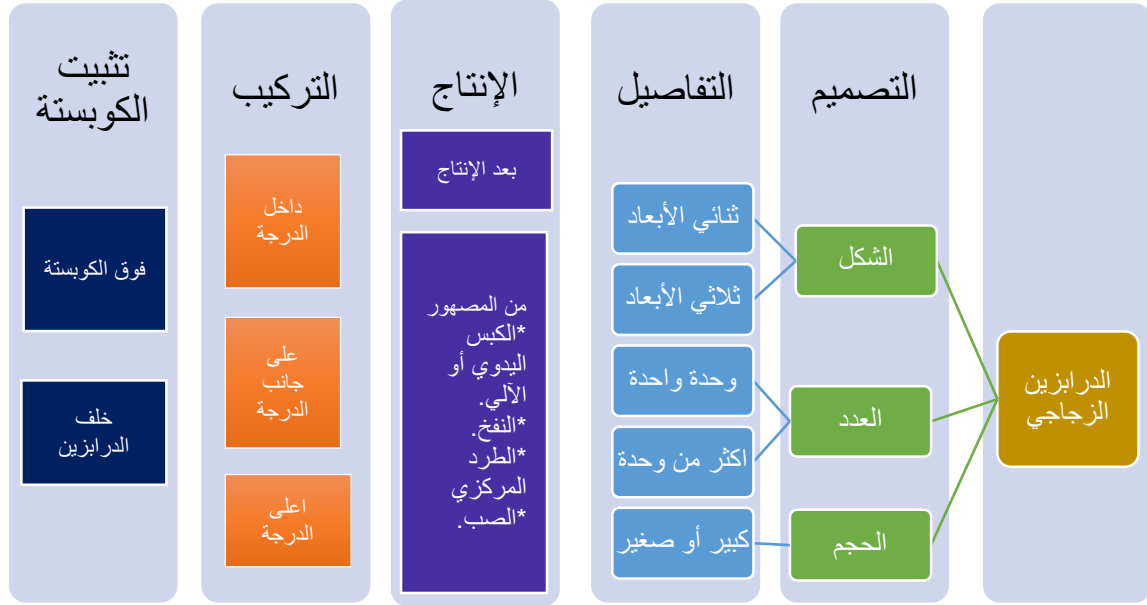 الدرابزين
الزجاجي
التصميم
الشكل
العدد
الحجم
التفاصيل
ثنائي الأبعاد
ثلاثي الأبعاد
وحدة واحدة
اكثر من وحدة
كبير أو صغير
الإنتاج
بعد الإنتاج
من المصهور
*الكبس
اليدوي أو
الآلي.
*النفخ.
*الطرد
المركزي
*الصب.
التركيب
داخل
الدرجة
على
جانب
الدرجة
اعلى
الدرجة
تثبيت
الكوبستة
فوق الكوبستة
خلف
الدرابزين